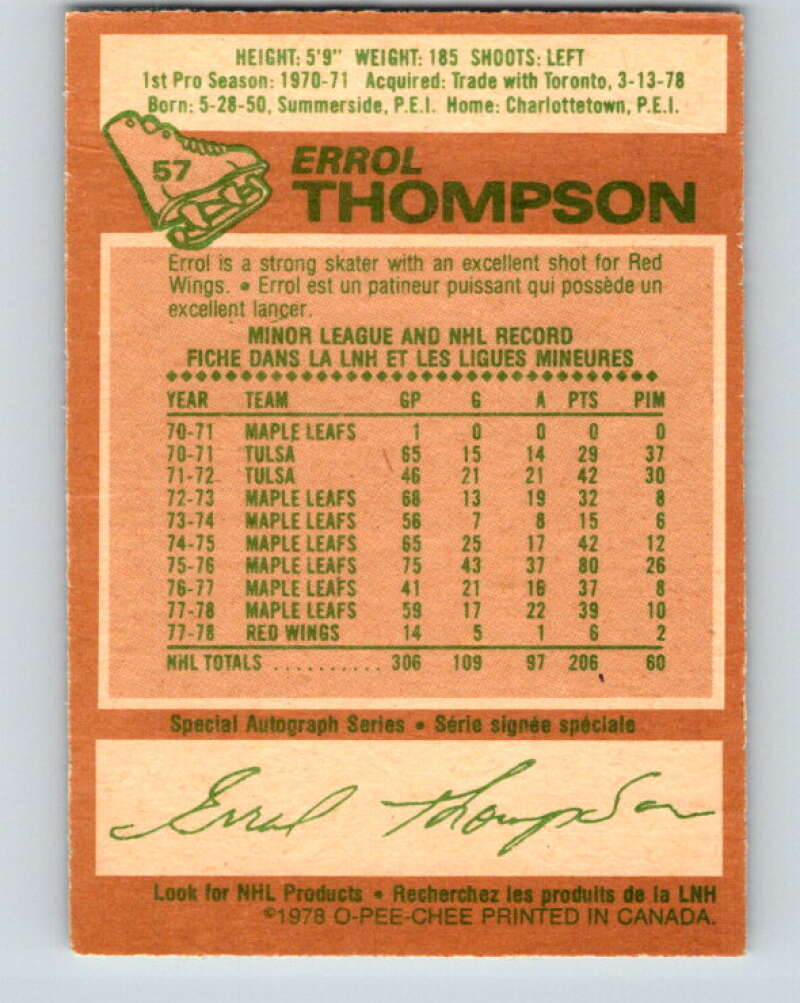 HEIGHT: 5'9" WEIGHT: 185 SHOOTS: LEFT
1st Pro Season: 1970-71 Acquired: Trade with Toronto, 3-13-78
Born: 5-28-50, Summerside, P.E.I. Home: Charlottetown, P.E.I.
57
ERROL
THOMPSON
Errol is a strong skater with an excellent shot for Red
Wings. • Errol est un patineur puissant qui possède un
excellent lancer.
MINOR LEAGUE AND NHL RECORD
FICHE DANS LA LNH ET LES LIGUES MINEURES
YEAR TEAM GP G A PTS PIM
70-71 MAPLE LEAFS 1 0 0 0 0
70-71 TULSA 65 15 14 29 37
71-72 TULSA 46 21 21 42 30
72-73 MAPLE LEAFS 68 13 19 32 8
73-74 MAPLE LEAFS 56 7 8 15 6
74-75 MAPLE LEAFS 65 25 17 42 12
75-76 MAPLE LEAFS 75 43 37 80 26
76-77 MAPLE LEAFS 41 21 16 37 8
77-78 MAPLE LEAFS 59 17 22 39 10
77-78 RED WINGS 14 5 1 6 2
NHL TOTALS .......... 306 109 97 206 60
Special Autograph Series • Série signée spéciale
Errol Thompson
Look for NHL Products • Recherchez les produits de la LNH
©1978 O-PEE-CHEE PRINTED IN CANADA.